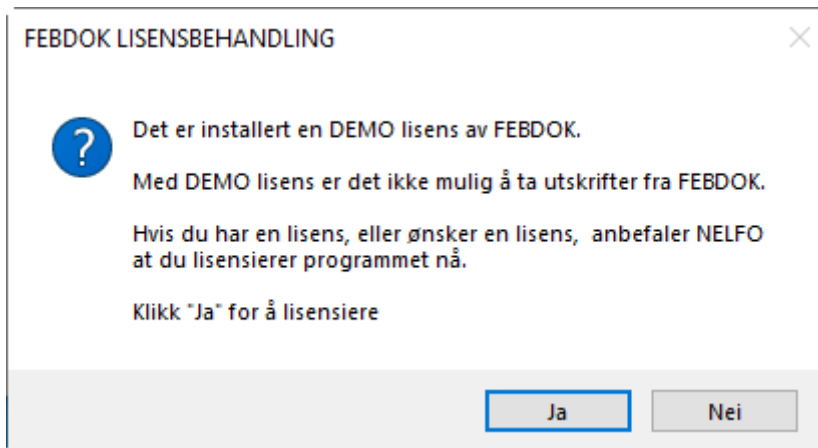 FEBDOK LISENSBEHANDLING
Det er installert en DEMO lisens av FEBDOK.
Med DEMO lisens er det ikke mulig å ta utskrifter fra FEBDOK.
Hvis du har en lisens, eller ønsker en lisens,  anbefaler NELFO
at du lisensierer programmet nå.
Klikk "Ja" for å lisensiere
Ja
Nei